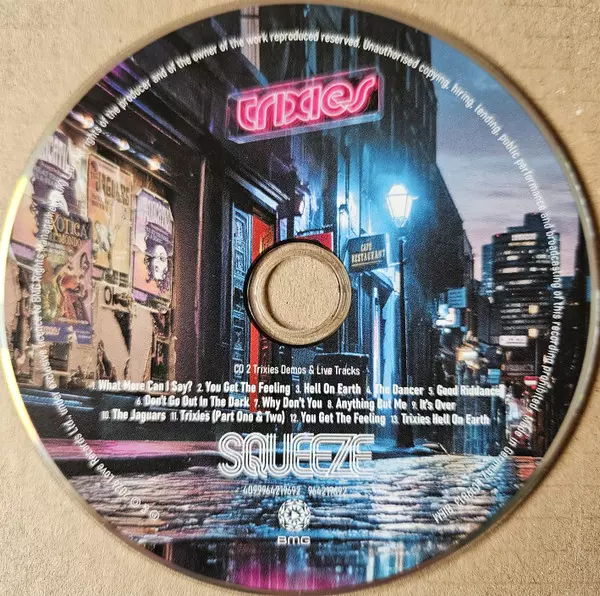 rights of the producer and of the owner of the work reproduced reserved. Unauthorised copying, hiring, lending, public performance and broadcasting of this recording prohibited.
trixies
JAGUARS
EXOTICA
CAFE
RESTAURANT
CD 2 Trixies Demos & Live Tracks
1. What More Can I Say? 2. You Get The Feeling 3. Hell On Earth 4. The Dancer 5. Good Riddance
6. Don't Go Out In The Dark 7. Why Don't You 8. Anything But Me 9. It's Over
10. The Jaguars 11. Trixies (Part One & Two) 12. You Get The Feeling 13. Trixies Hell On Earth
SQUEEZE
4099964219692 964219692
BMG